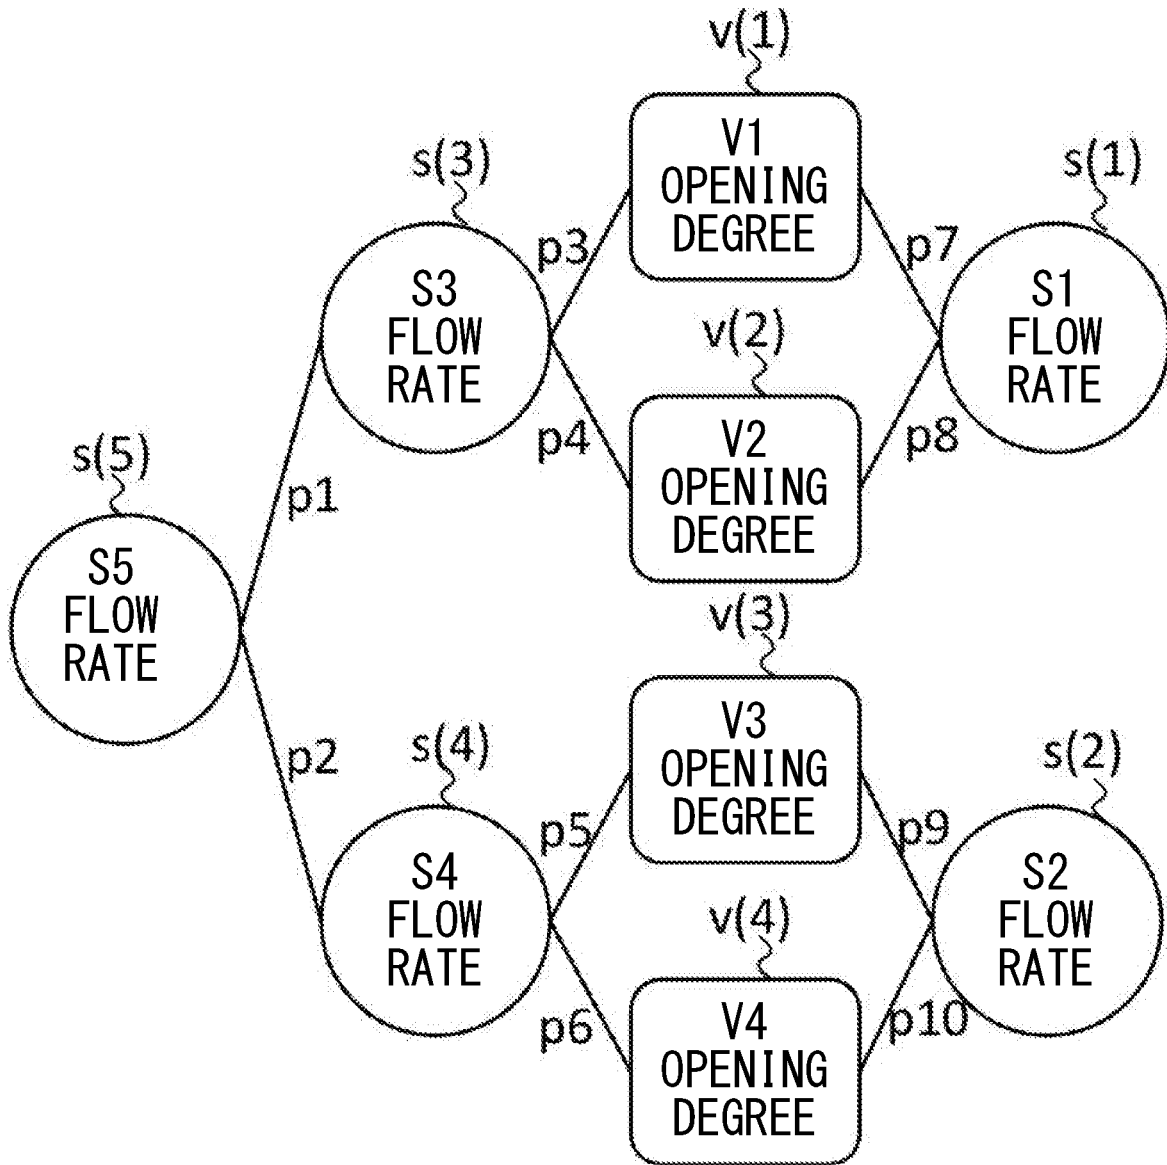 v(1)
V1
OPENING
DEGREE
s(3)
S3
FLOW
RATE
s(1)
S1
FLOW
RATE
p3
p7
v(2)
V2
OPENING
DEGREE
p4
p8
s(5)
S5
FLOW
RATE
p1
p2
v(3)
V3
OPENING
DEGREE
s(4)
S4
FLOW
RATE
s(2)
S2
FLOW
RATE
p5
p9
v(4)
V4
OPENING
DEGREE
p6
p10